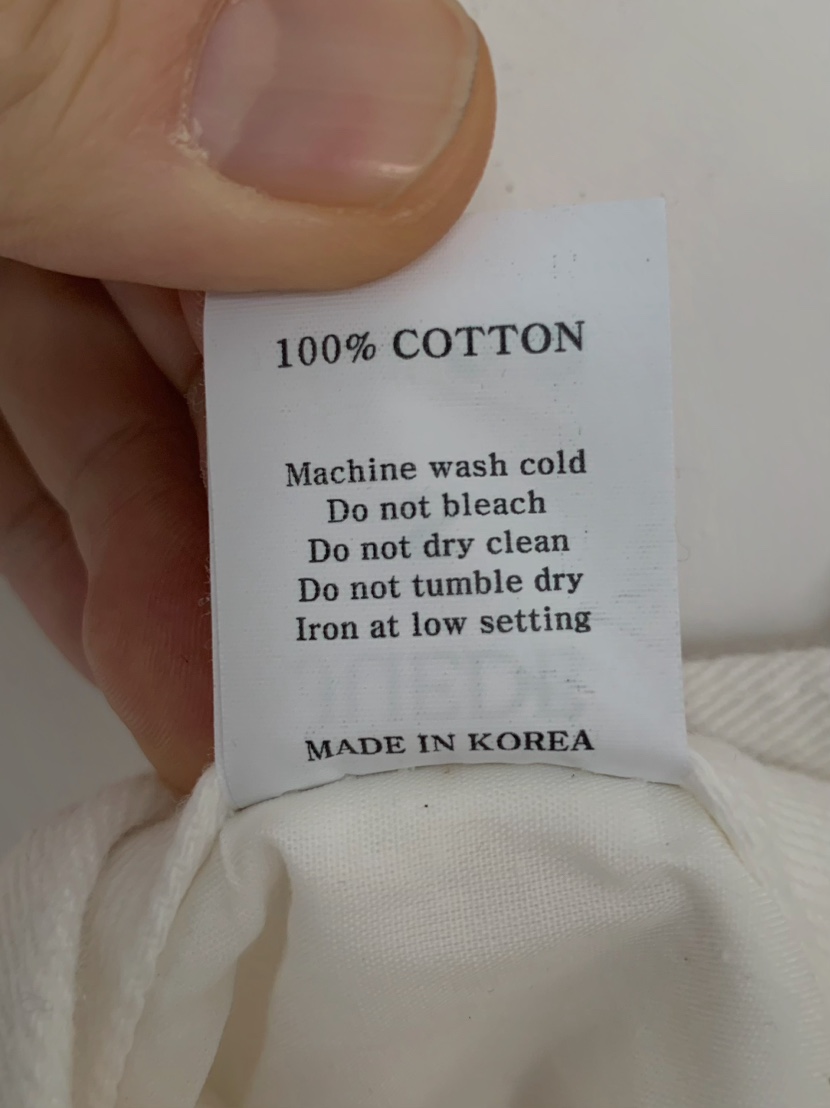 100% COTTON
Machine wash cold
Do not bleach
Do not dry clean
Do not tumble dry
Iron at low setting
MADE IN KOREA